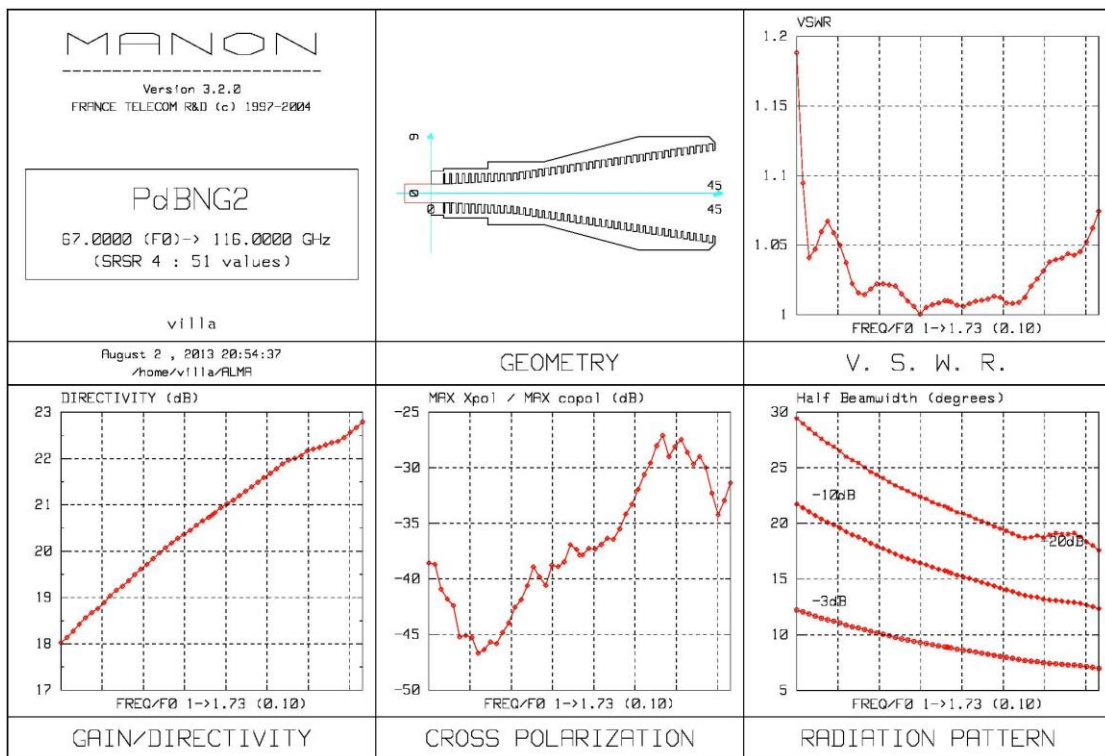 MANON
Version 3.2.0
FRANCE TELECOM R&D (c) 1997-2004
PdBNG2
67.0000 (F0)-> 116.0000 GHz
(SRSR 4 : 51 values)
villa
August 2 , 2013 20:54:37
/home/villa/ALMA
9
0
0
45
45
GEOMETRY
VSWR
1.2
1.15
1.1
1.05
1
FREQ/F0 1->1.73 (0.10)
V. S. W. R.
DIRECTIVITY (dB)
23
22
21
20
19
18
17
FREQ/F0 1->1.73 (0.10)
GAIN/DIRECTIVITY
MAX Xpol / MAX copol (dB)
-25
-30
-35
-40
-45
-50
FREQ/F0 1->1.73 (0.10)
CROSS POLARIZATION
Half Beamwidth (degrees)
30
25
20
15
10
5
-10dB
-20dB
-3dB
FREQ/F0 1->1.73 (0.10)
RADIATION PATTERN